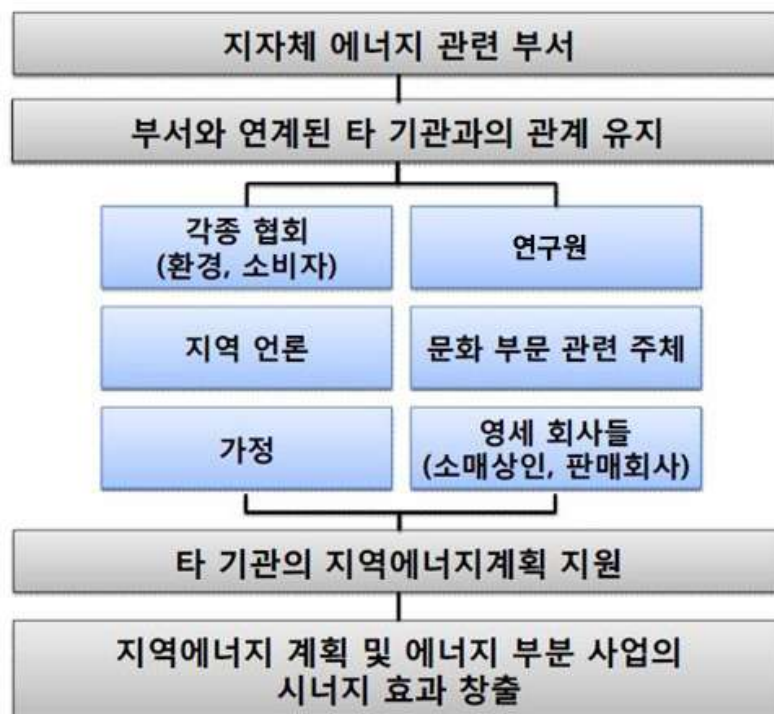 지자체 에너지 관련 부서
부서와 연계된 타 기관과의 관계 유지
각종 협회
(환경, 소비자)
연구원
지역 언론
문화 부문 관련 주체
가정
영세 회사들
(소매상인, 판매회사)
타 기관의 지역에너지계획 지원
지역에너지 계획 및 에너지 부분 사업의
시너지 효과 창출